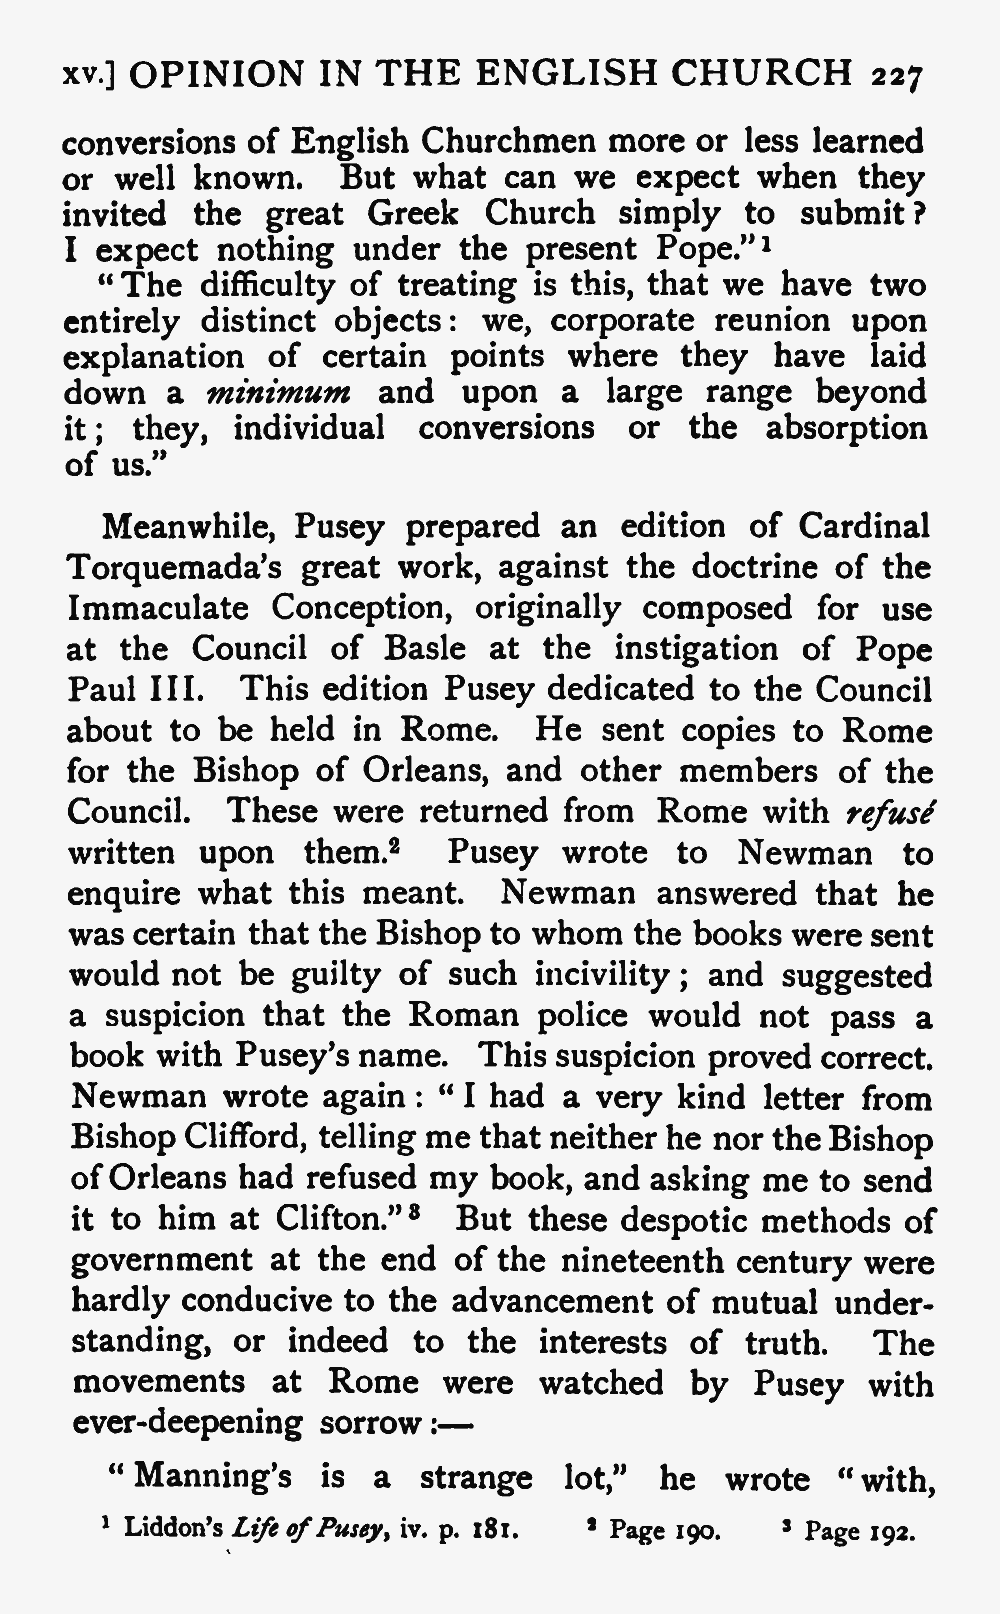 xv.] OPINION IN THE ENGLISH CHURCH 227
conversions of English Churchmen more or less learned
or well known. But what can we expect when they
invited the great Greek Church simply to submit?
I expect nothing under the present Pope."¹
"The difficulty of treating is this, that we have two
entirely distinct objects: we, corporate reunion upon
explanation of certain points where they have laid
down a minimum and upon a large range beyond
it; they, individual conversions or the absorption
of us."
Meanwhile, Pusey prepared an edition of Cardinal
Torquemada's great work, against the doctrine of the
Immaculate Conception, originally composed for use
at the Council of Basle at the instigation of Pope
Paul III. This edition Pusey dedicated to the Council
about to be held in Rome. He sent copies to Rome
for the Bishop of Orleans, and other members of the
Council. These were returned from Rome with refusé
written upon them.² Pusey wrote to Newman to
enquire what this meant. Newman answered that he
was certain that the Bishop to whom the books were sent
would not be guilty of such incivility; and suggested
a suspicion that the Roman police would not pass a
book with Pusey's name. This suspicion proved correct.
Newman wrote again: "I had a very kind letter from
Bishop Clifford, telling me that neither he nor the Bishop
of Orleans had refused my book, and asking me to send
it to him at Clifton."³ But these despotic methods of
government at the end of the nineteenth century were
hardly conducive to the advancement of mutual under-
standing, or indeed to the interests of truth. The
movements at Rome were watched by Pusey with
ever-deepening sorrow:—
"Manning's is a strange lot," he wrote "with,
¹ Liddon's Life of Pusey, iv. p. 181. ² Page 190. ³ Page 192.